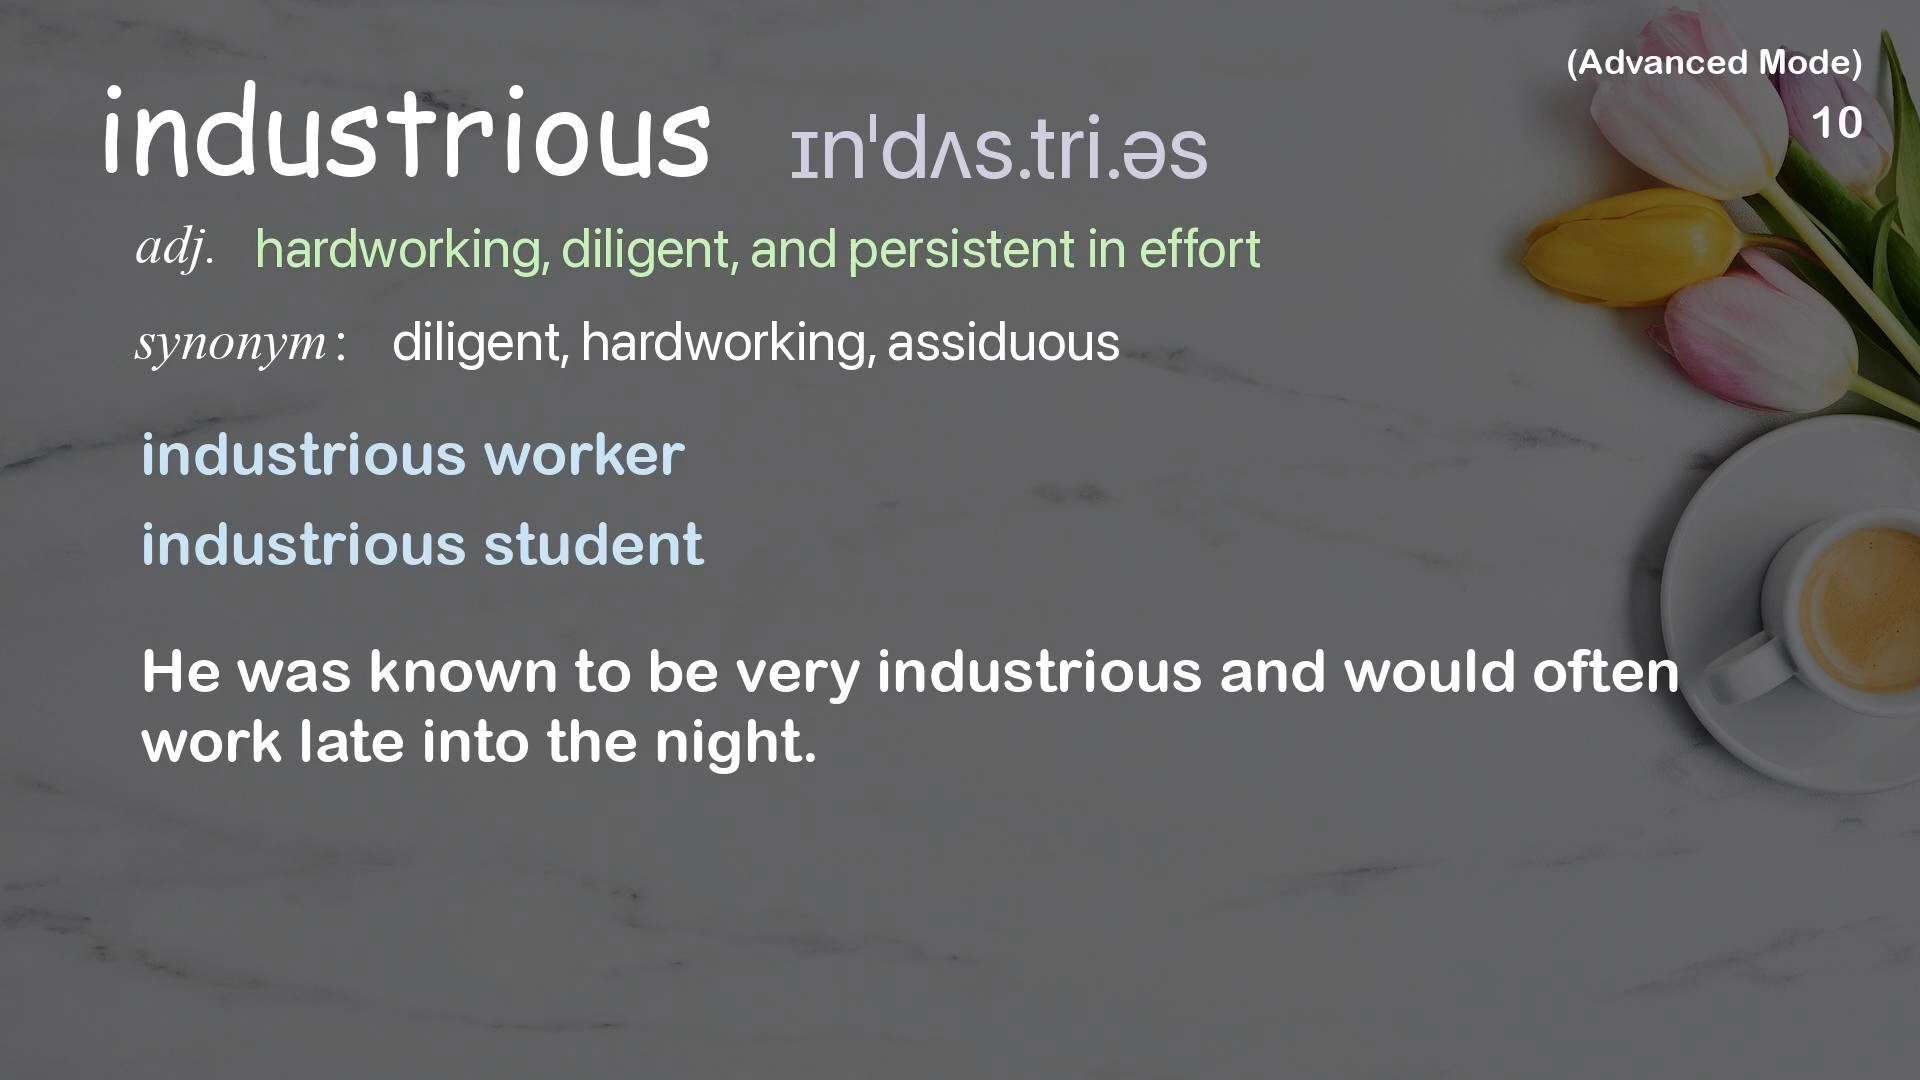 (Advanced Mode)
10
industrious ɪnˈdʌs.tri.əs
adj. hardworking, diligent, and persistent in effort
synonym : diligent, hardworking, assiduous
industrious worker
industrious student
He was known to be very industrious and would often
work late into the night.